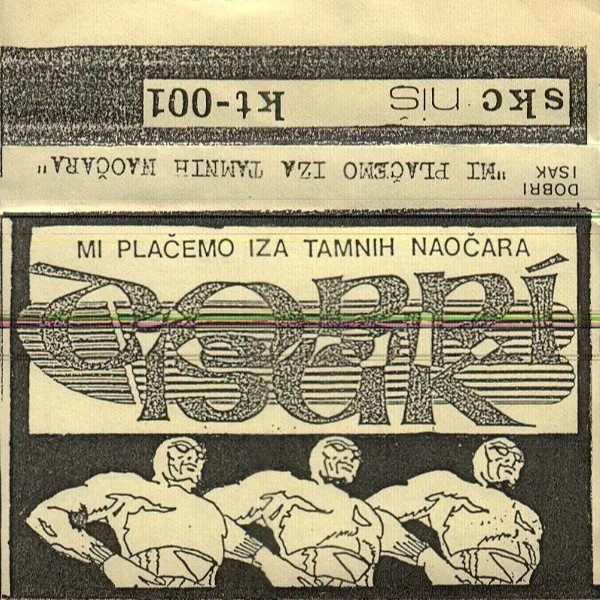 skc niš kt-001
DOBRI
ISAK
"MI PLAČEMO IZA TAMNIH NAOČARA"
MI PLAČEMO IZA TAMNIH NAOČARA
DOBRI
ISAK